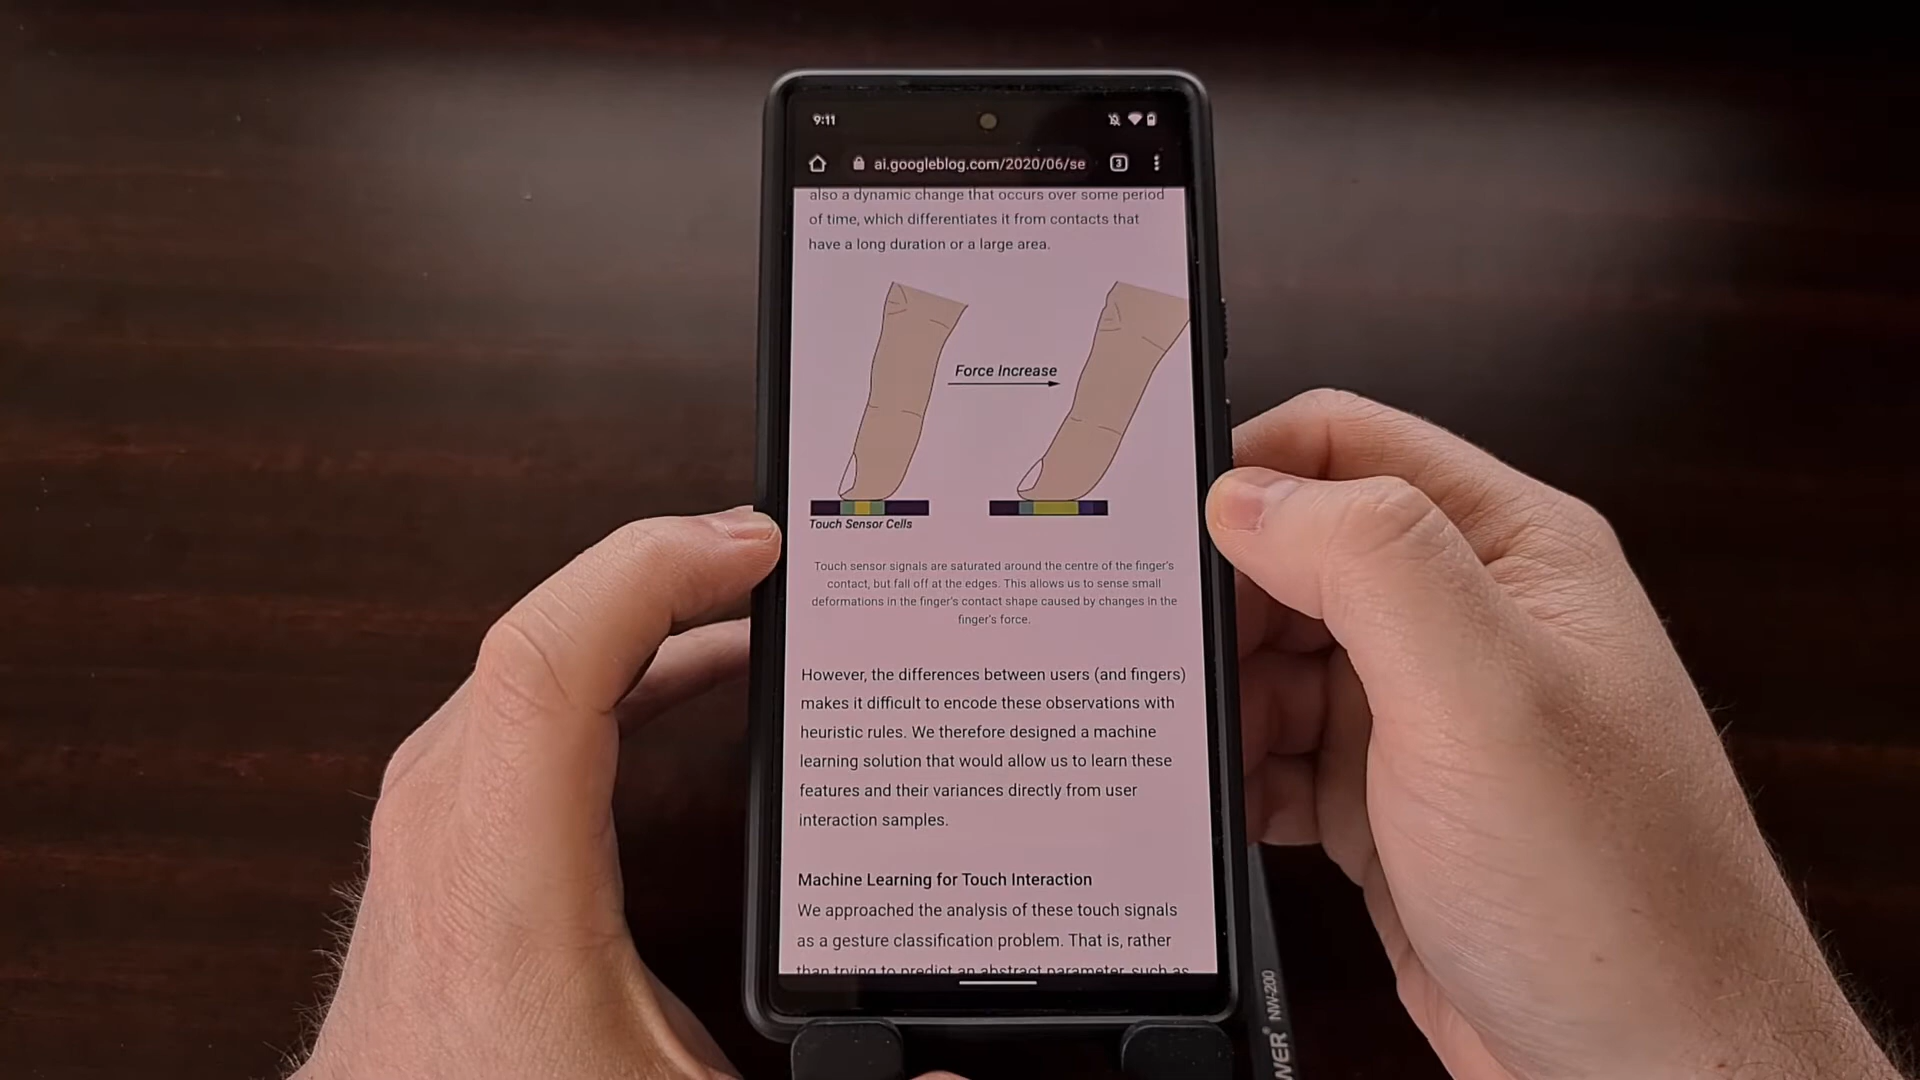 9:11
ai.googleblog.com/2020/06/se
3
also a dynamic change that occurs over some period
of time, which differentiates it from contacts that
have a long duration or a large area.
Force Increase
Touch Sensor Cells
Touch sensor signals are saturated around the centre of the finger's
contact, but fall off at the edges. This allows us to sense small
deformations in the finger's contact shape caused by changes in the
finger's force.
However, the differences between users (and fingers)
makes it difficult to encode these observations with
heuristic rules. We therefore designed a machine
learning solution that would allow us to learn these
features and their variances directly from user
interaction samples.
Machine Learning for Touch Interaction
We approached the analysis of these touch signals
as a gesture classification problem. That is, rather
than trying to predict an abstract parameter, such as
WER® NW-200